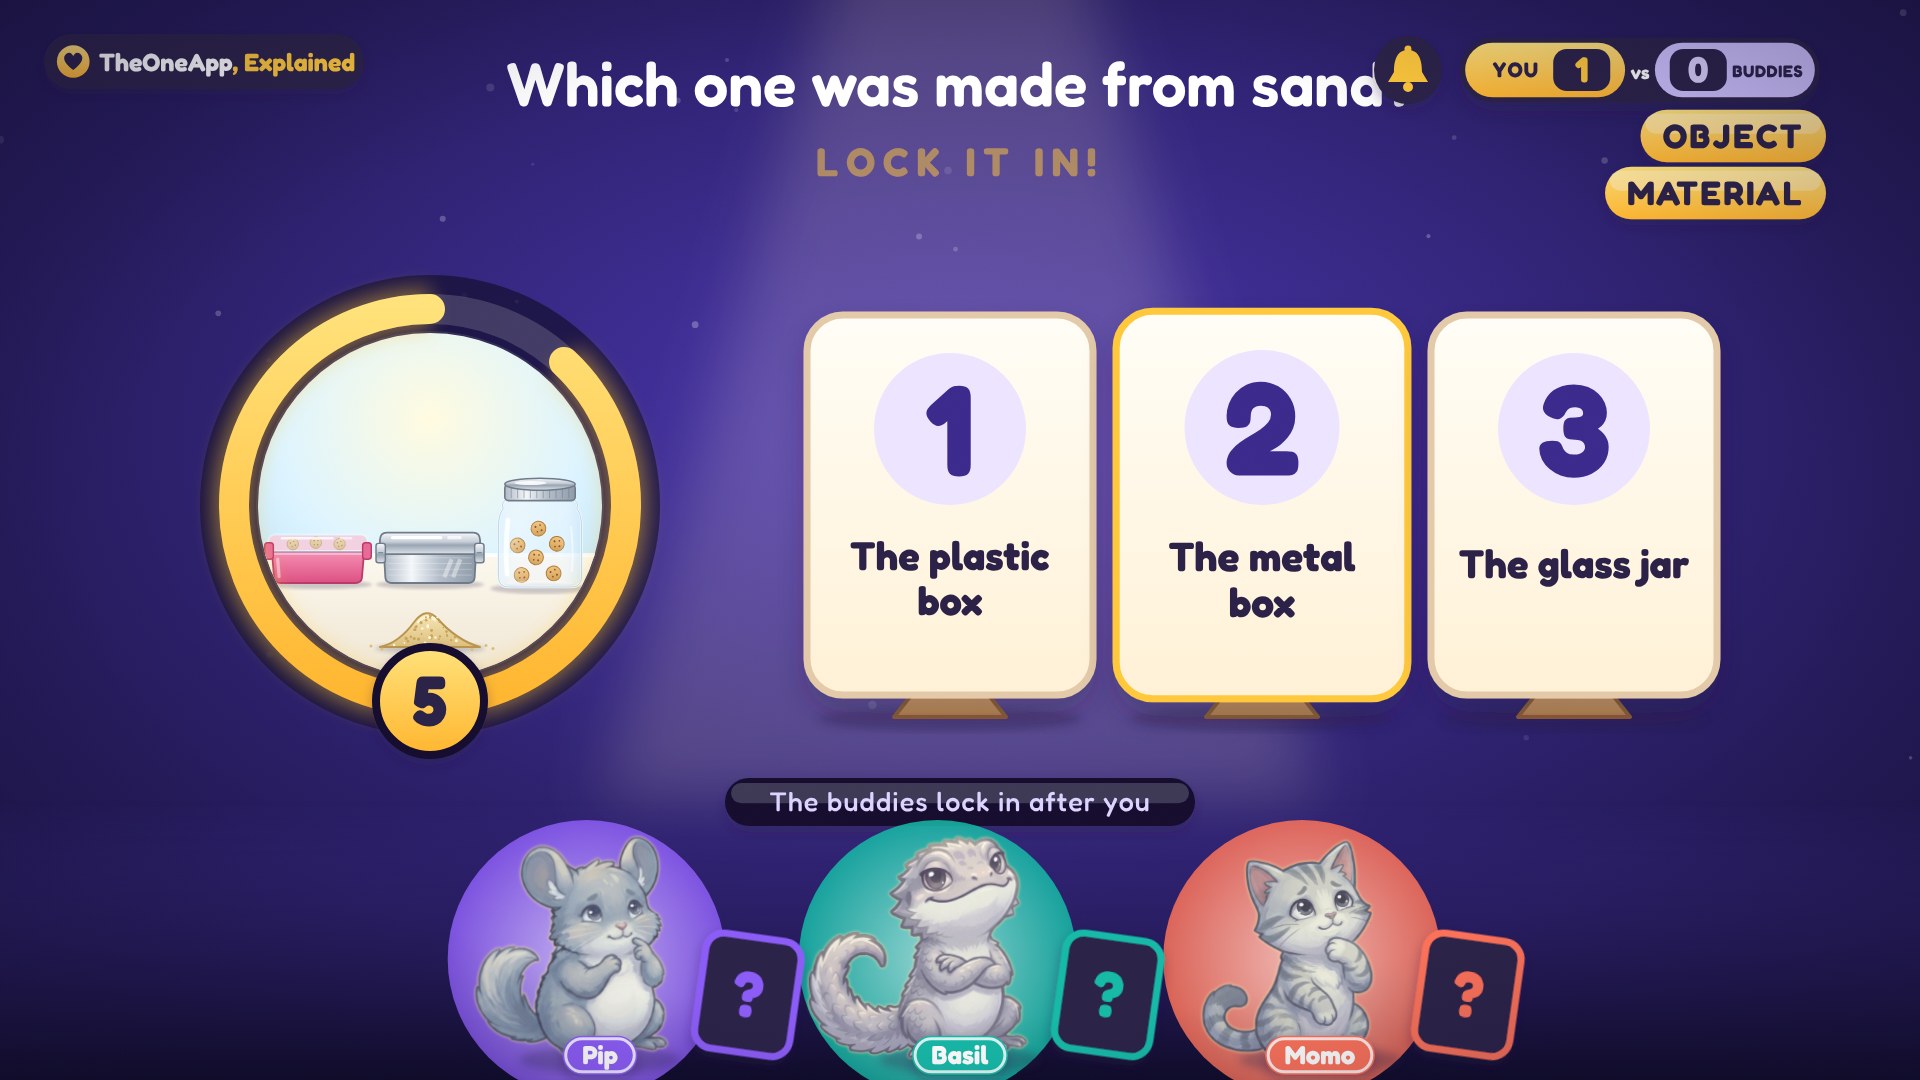 TheOneApp, Explained
Which one was made from sand?
LOCK IT IN!
YOU 1 vs 0 BUDDIES
OBJECT
MATERIAL
5
1
The plastic
box
2
The metal
box
3
The glass jar
The buddies lock in after you
?
?
?
Pip
Basil
Momo